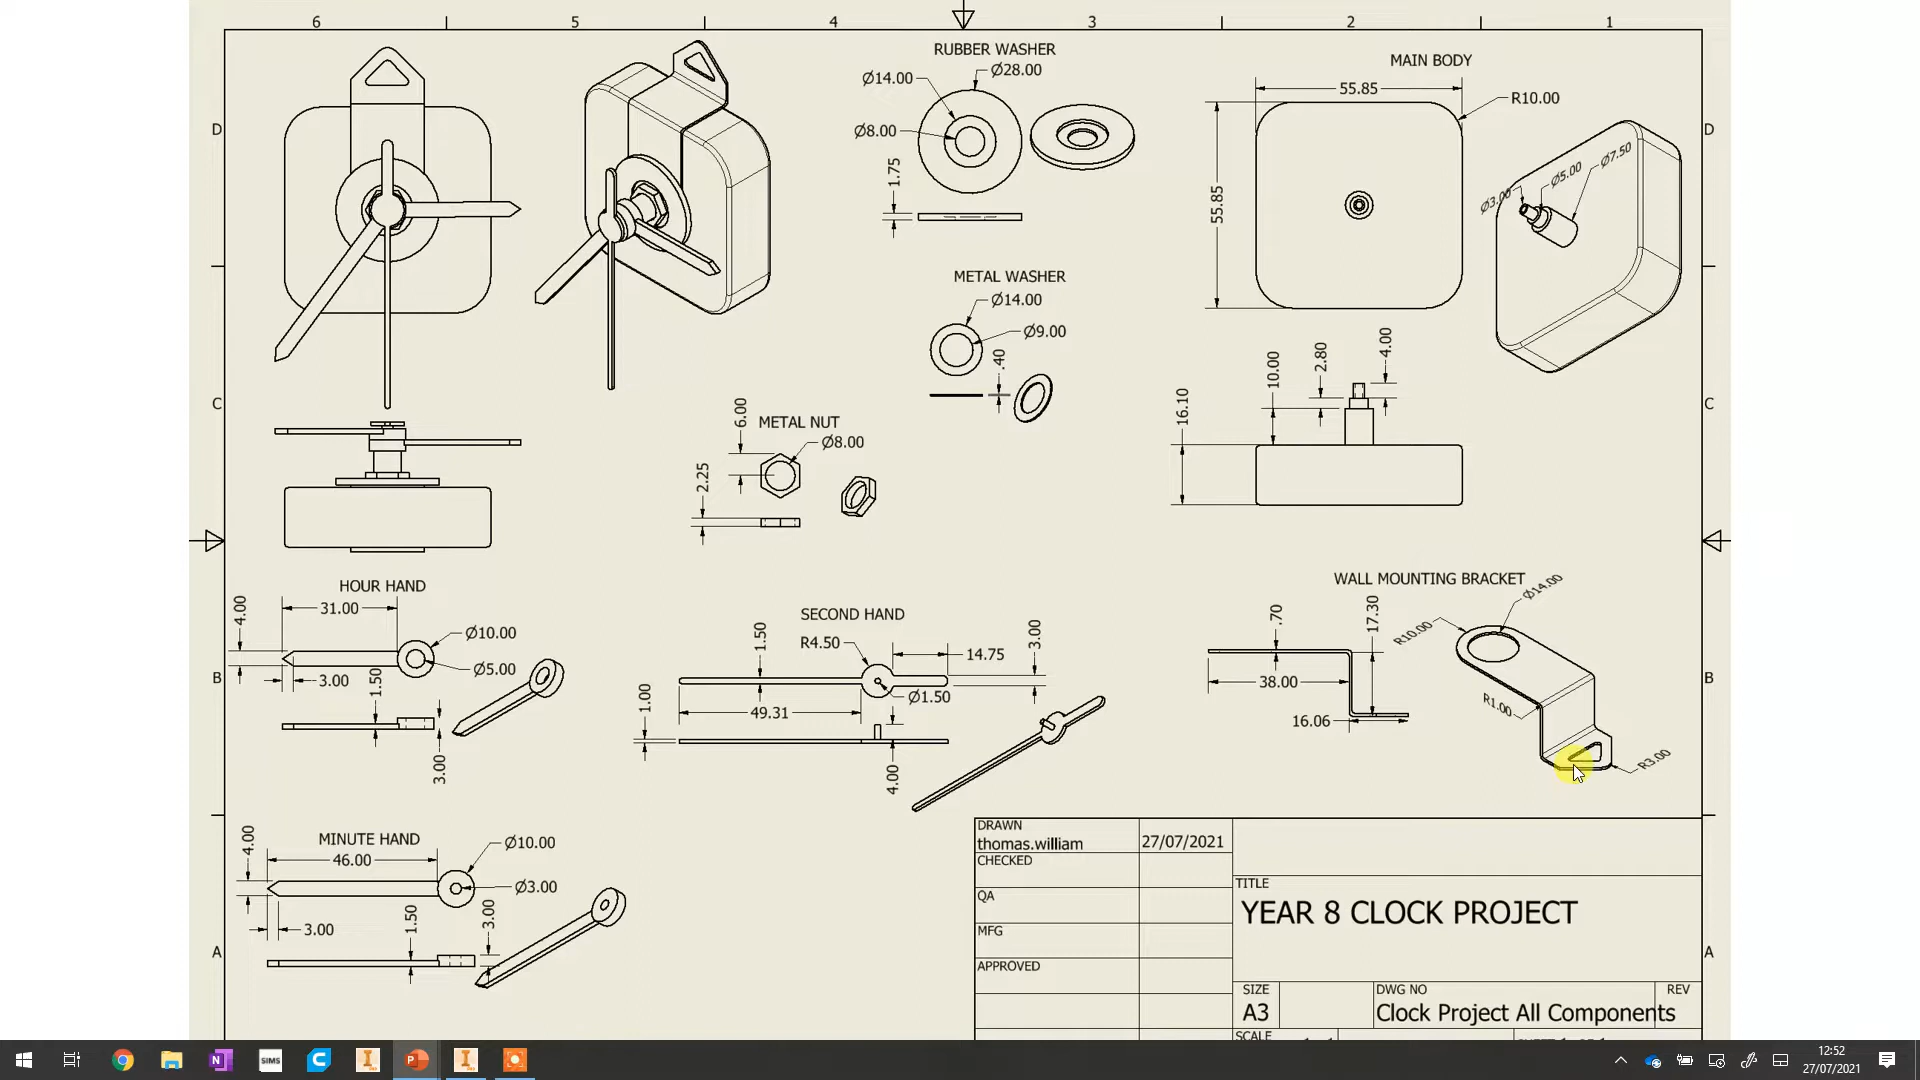 6 5 4 3 2 1
D
C
B
A
D
C
B
A
RUBBER WASHER
Ø28.00
Ø14.00
Ø8.00
1.75
METAL WASHER
Ø14.00
Ø9.00
.40
METAL NUT
Ø8.00
6.00
2.25
MAIN BODY
55.85
R10.00
55.85
Ø3.00
Ø5.00
Ø7.50
16.10
10.00
2.80
4.00
HOUR HAND
4.00
31.00
Ø10.00
Ø5.00
3.00
1.50
3.00
SECOND HAND
1.50
R4.50
14.75
3.00
Ø1.50
49.31
1.00
4.00
WALL MOUNTING BRACKET
.70
17.30
38.00
16.06
R10.00
Ø14.00
R1.00
R3.00
MINUTE HAND
4.00
46.00
Ø10.00
Ø3.00
3.00
1.50
3.00
DRAWN
thomas.william
27/07/2021
CHECKED
QA
MFG
APPROVED
TITLE
YEAR 8 CLOCK PROJECT
SIZE
A3
DWG NO
Clock Project All Components
REV
SCALE
SIMS
12:52
27/07/2021